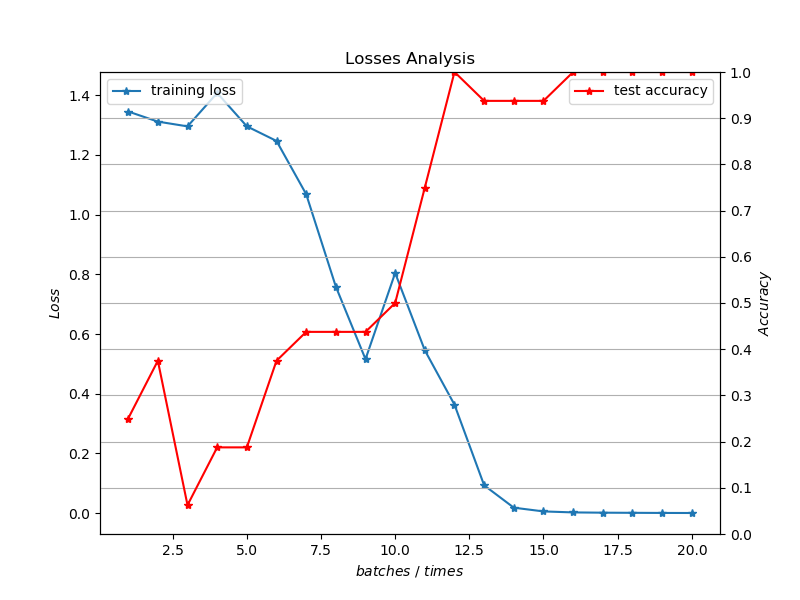 Losses Analysis
training loss
test accuracy
1.4
1.2
1.0
0.8
0.6
0.4
0.2
0.0
Loss
1.0
0.9
0.8
0.7
0.6
0.5
0.4
0.3
0.2
0.1
0.0
Accuracy
2.5 5.0 7.5 10.0 12.5 15.0 17.5 20.0
batches / times